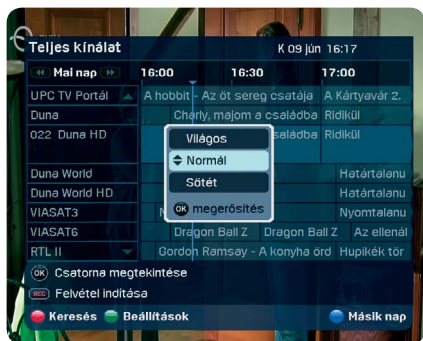 Teljes kínálat K 09 jún 16:17
Mai nap 16:00 16:30 17:00
UPC TV Portál A hobbit - Az öt sereg csatája A Kártyavár 2.
Duna Charly, majom a családba Ridikül
022 Duna HD családba Ridikül
Világos
Normál
Sötét
OK megerősítés
Duna World Határtalanu
Duna World HD Határtalanu
VIASAT3 Nyomtalanu
VIASAT6 Dragon Ball Z Dragon Ball Z Az ellenál
RTL II Gordon Ramsay - A konyha örd Hupikék tör
OK Csatorna megtekintése
REC Felvétel indítása
Keresés Beállítások Másik nap